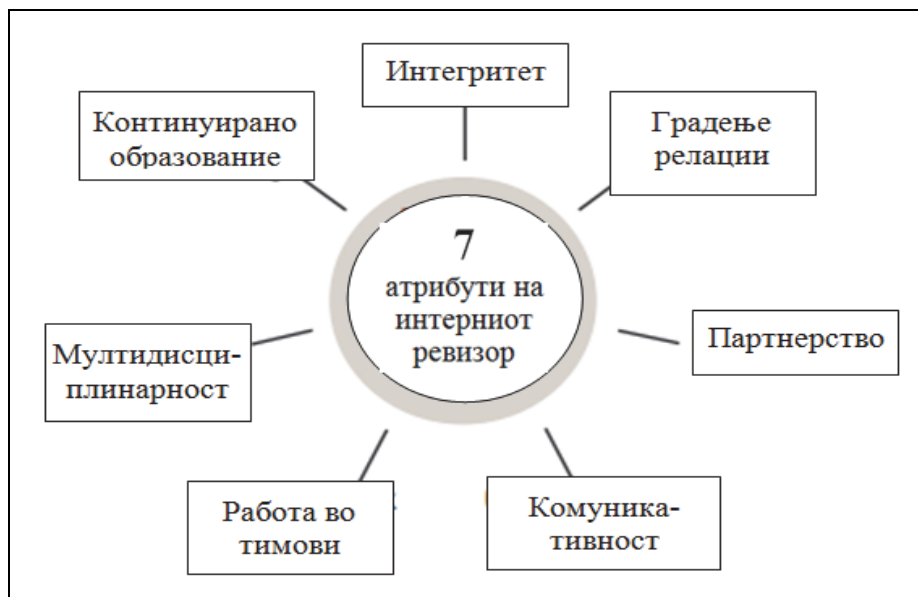 Интегритет
Градење
релации
Партнерство
Комуника-
тивност
Работа во
тимови
Мултидисци-
плинарност
Континуирано
образование
7
атрибути на
интерниот
ревизор